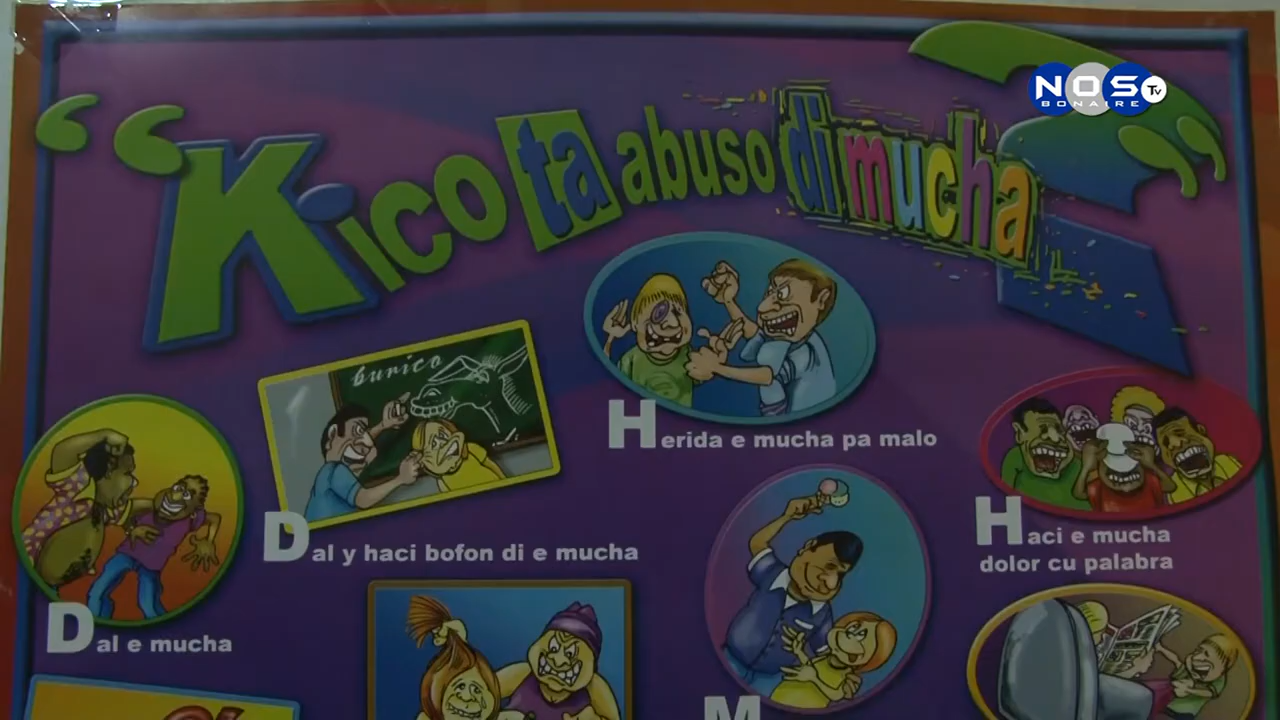 NOS TV
BONAIRE
“Kico ta abuso di mucha”
burico
Herida e mucha pa malo
Haci e mucha
dolor cu palabra
Dal y haci bofon di e mucha
Dal e mucha
M